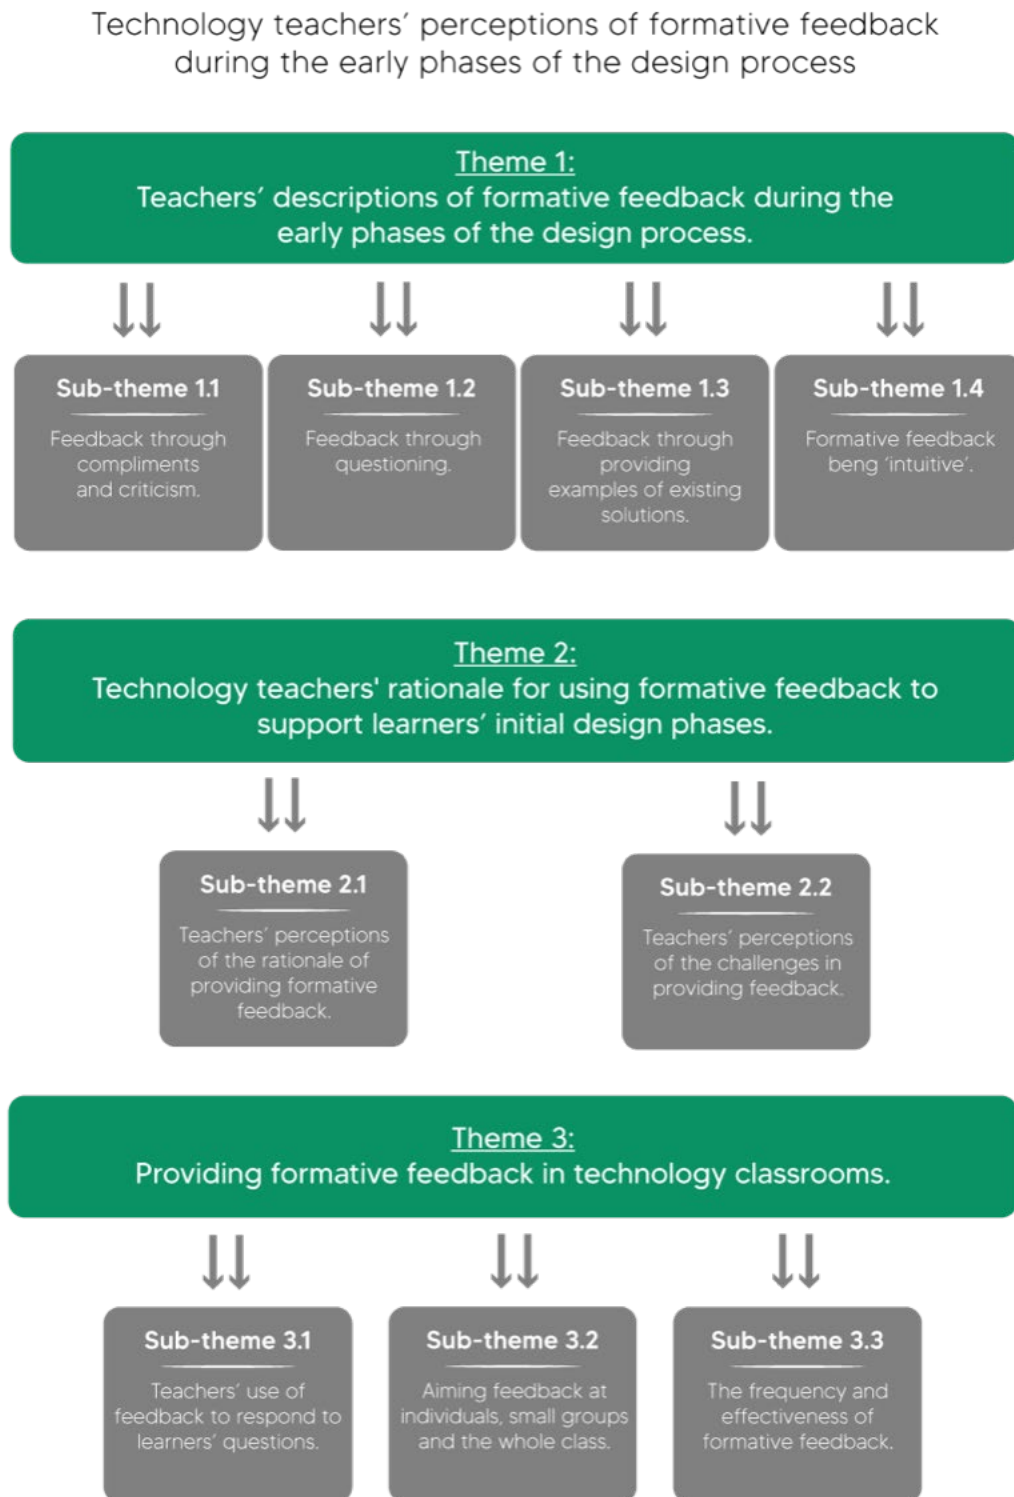 Technology teachers’ perceptions of formative feedback
during the early phases of the design process
Theme 1:
Teachers’ descriptions of formative feedback during the
early phases of the design process.
Sub-theme 1.1
Feedback through
compliments
and criticism.
Sub-theme 1.2
Feedback through
questioning.
Sub-theme 1.3
Feedback through
providing
examples of existing
solutions.
Sub-theme 1.4
Formative feedback
beng ‘intuitive’.
Theme 2:
Technology teachers' rationale for using formative feedback to
support learners’ initial design phases.
Sub-theme 2.1
Teachers’ perceptions
of the rationale of
providing formative
feedback.
Sub-theme 2.2
Teachers’ perceptions
of the challenges in
providing feedback.
Theme 3:
Providing formative feedback in technology classrooms.
Sub-theme 3.1
Teachers’ use of
feedback to respond to
learners’ questions.
Sub-theme 3.2
Aiming feedback at
individuals, small groups
and the whole class.
Sub-theme 3.3
The frequency and
effectiveness of
formative feedback.